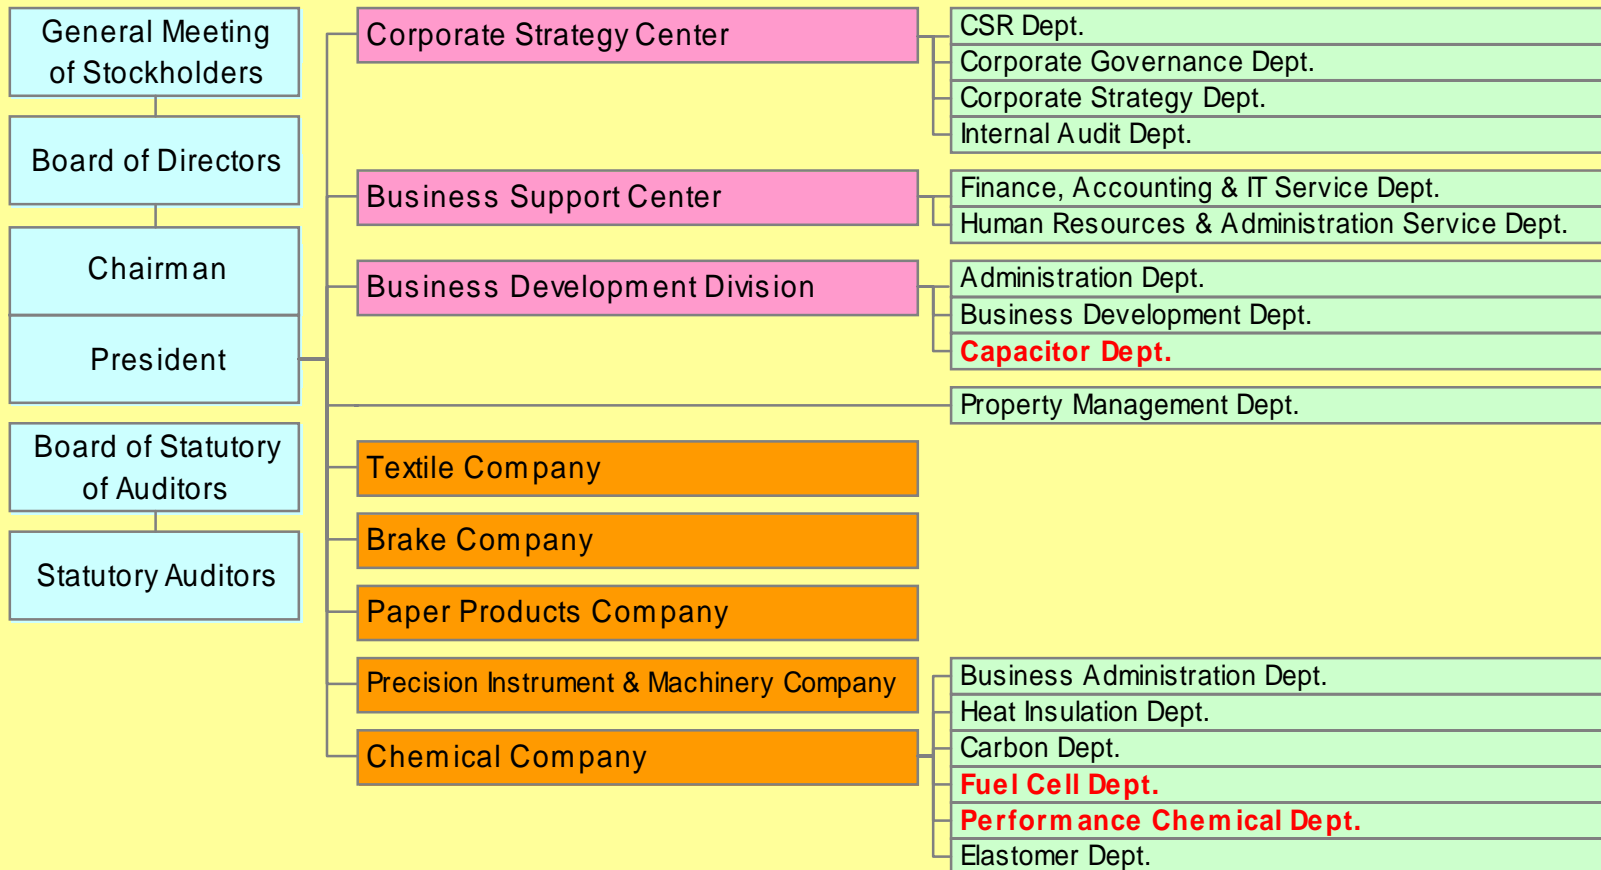 General Meeting
of Stockholders
Board of Directors
Chairman
President
Board of Statutory
of Auditors
Statutory Auditors
Corporate Strategy Center
Business Support Center
Business Development Division
Textile Company
Brake Company
Paper Products Company
Precision Instrument & Machinery Company
Chemical Company
CSR Dept.
Corporate Governance Dept.
Corporate Strategy Dept.
Internal Audit Dept.
Finance, Accounting & IT Service Dept.
Human Resources & Administration Service Dept.
Administration Dept.
Business Development Dept.
Capacitor Dept.
Property Management Dept.
Business Administration Dept.
Heat Insulation Dept.
Carbon Dept.
Fuel Cell Dept.
Performance Chemical Dept.
Elastomer Dept.